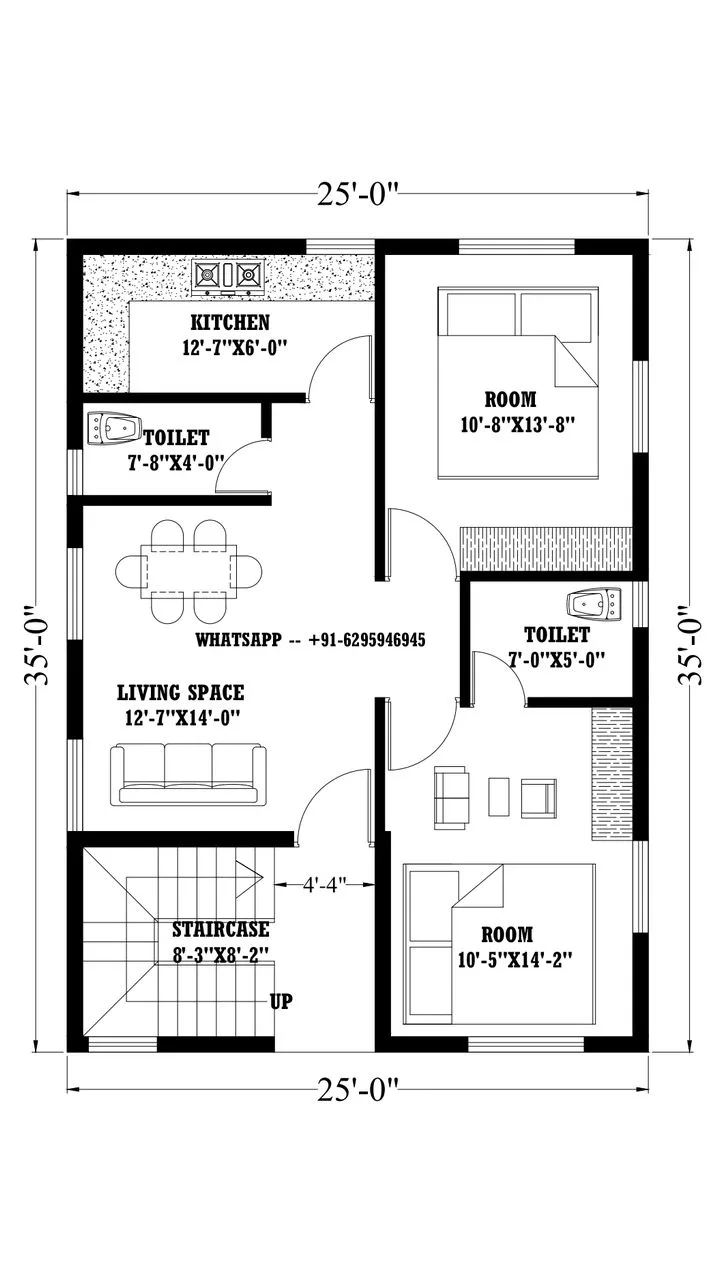 25'-0"
KITCHEN
12'-7"X6'-0"
ROOM
10'-8"X13'-8"
TOILET
7'-8"X4'-0"
35'-0"
35'-0"
WHATSAPP -- +91-6295946945
TOILET
7'-0"X5'-0"
LIVING SPACE
12'-7"X14'-0"
4'-4"
STAIRCASE
8'-3"X8'-2"
ROOM
10'-5"X14'-2"
UP
25'-0"